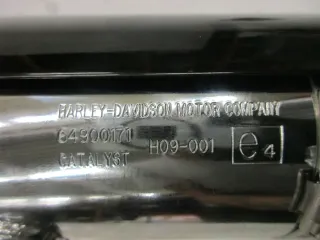 HARLEY-DAVIDSON MOTOR COMPANY
64900171 H09-001 e4
CATALYST